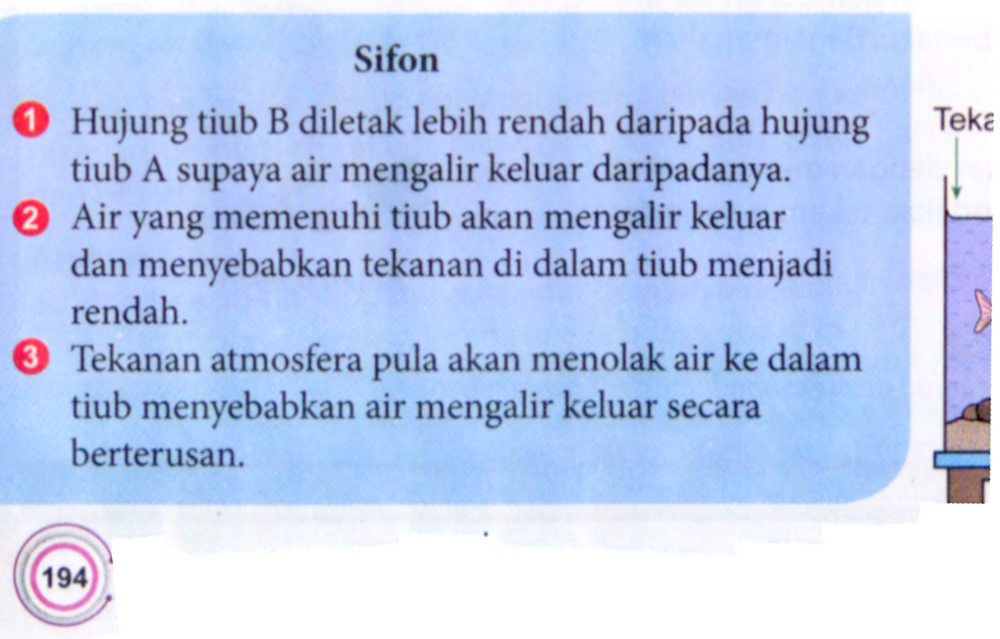 Sifon
1 Hujung tiub B diletak lebih rendah daripada hujung
tiub A supaya air mengalir keluar daripadanya.
2 Air yang memenuhi tiub akan mengalir keluar
dan menyebabkan tekanan di dalam tiub menjadi
rendah.
3 Tekanan atmosfera pula akan menolak air ke dalam
tiub menyebabkan air mengalir keluar secara
berterusan.
Teka
194